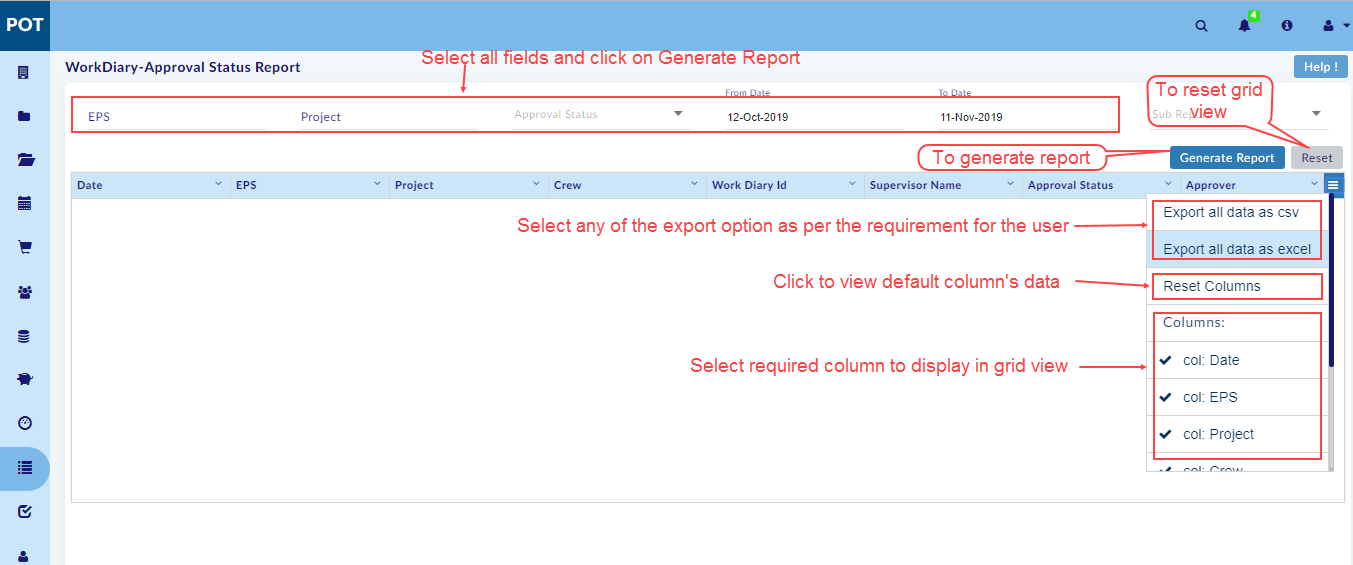 POT
4
Select all fields and click on Generate Report
WorkDiary-Approval Status Report
Help !
From Date
To Date
To reset grid
view
EPS
Project
Approval Status
12-Oct-2019
11-Nov-2019
Sub
To generate report
Generate Report
Reset
Date
EPS
Project
Crew
Work Diary Id
Supervisor Name
Approval Status
Approver
Export all data as csv
Select any of the export option as per the requirement for the user
Export all data as excel
Click to view default column's data
Reset Columns
Columns:
Select required column to display in grid view
col: Date
col: EPS
col: Project
col: Crew